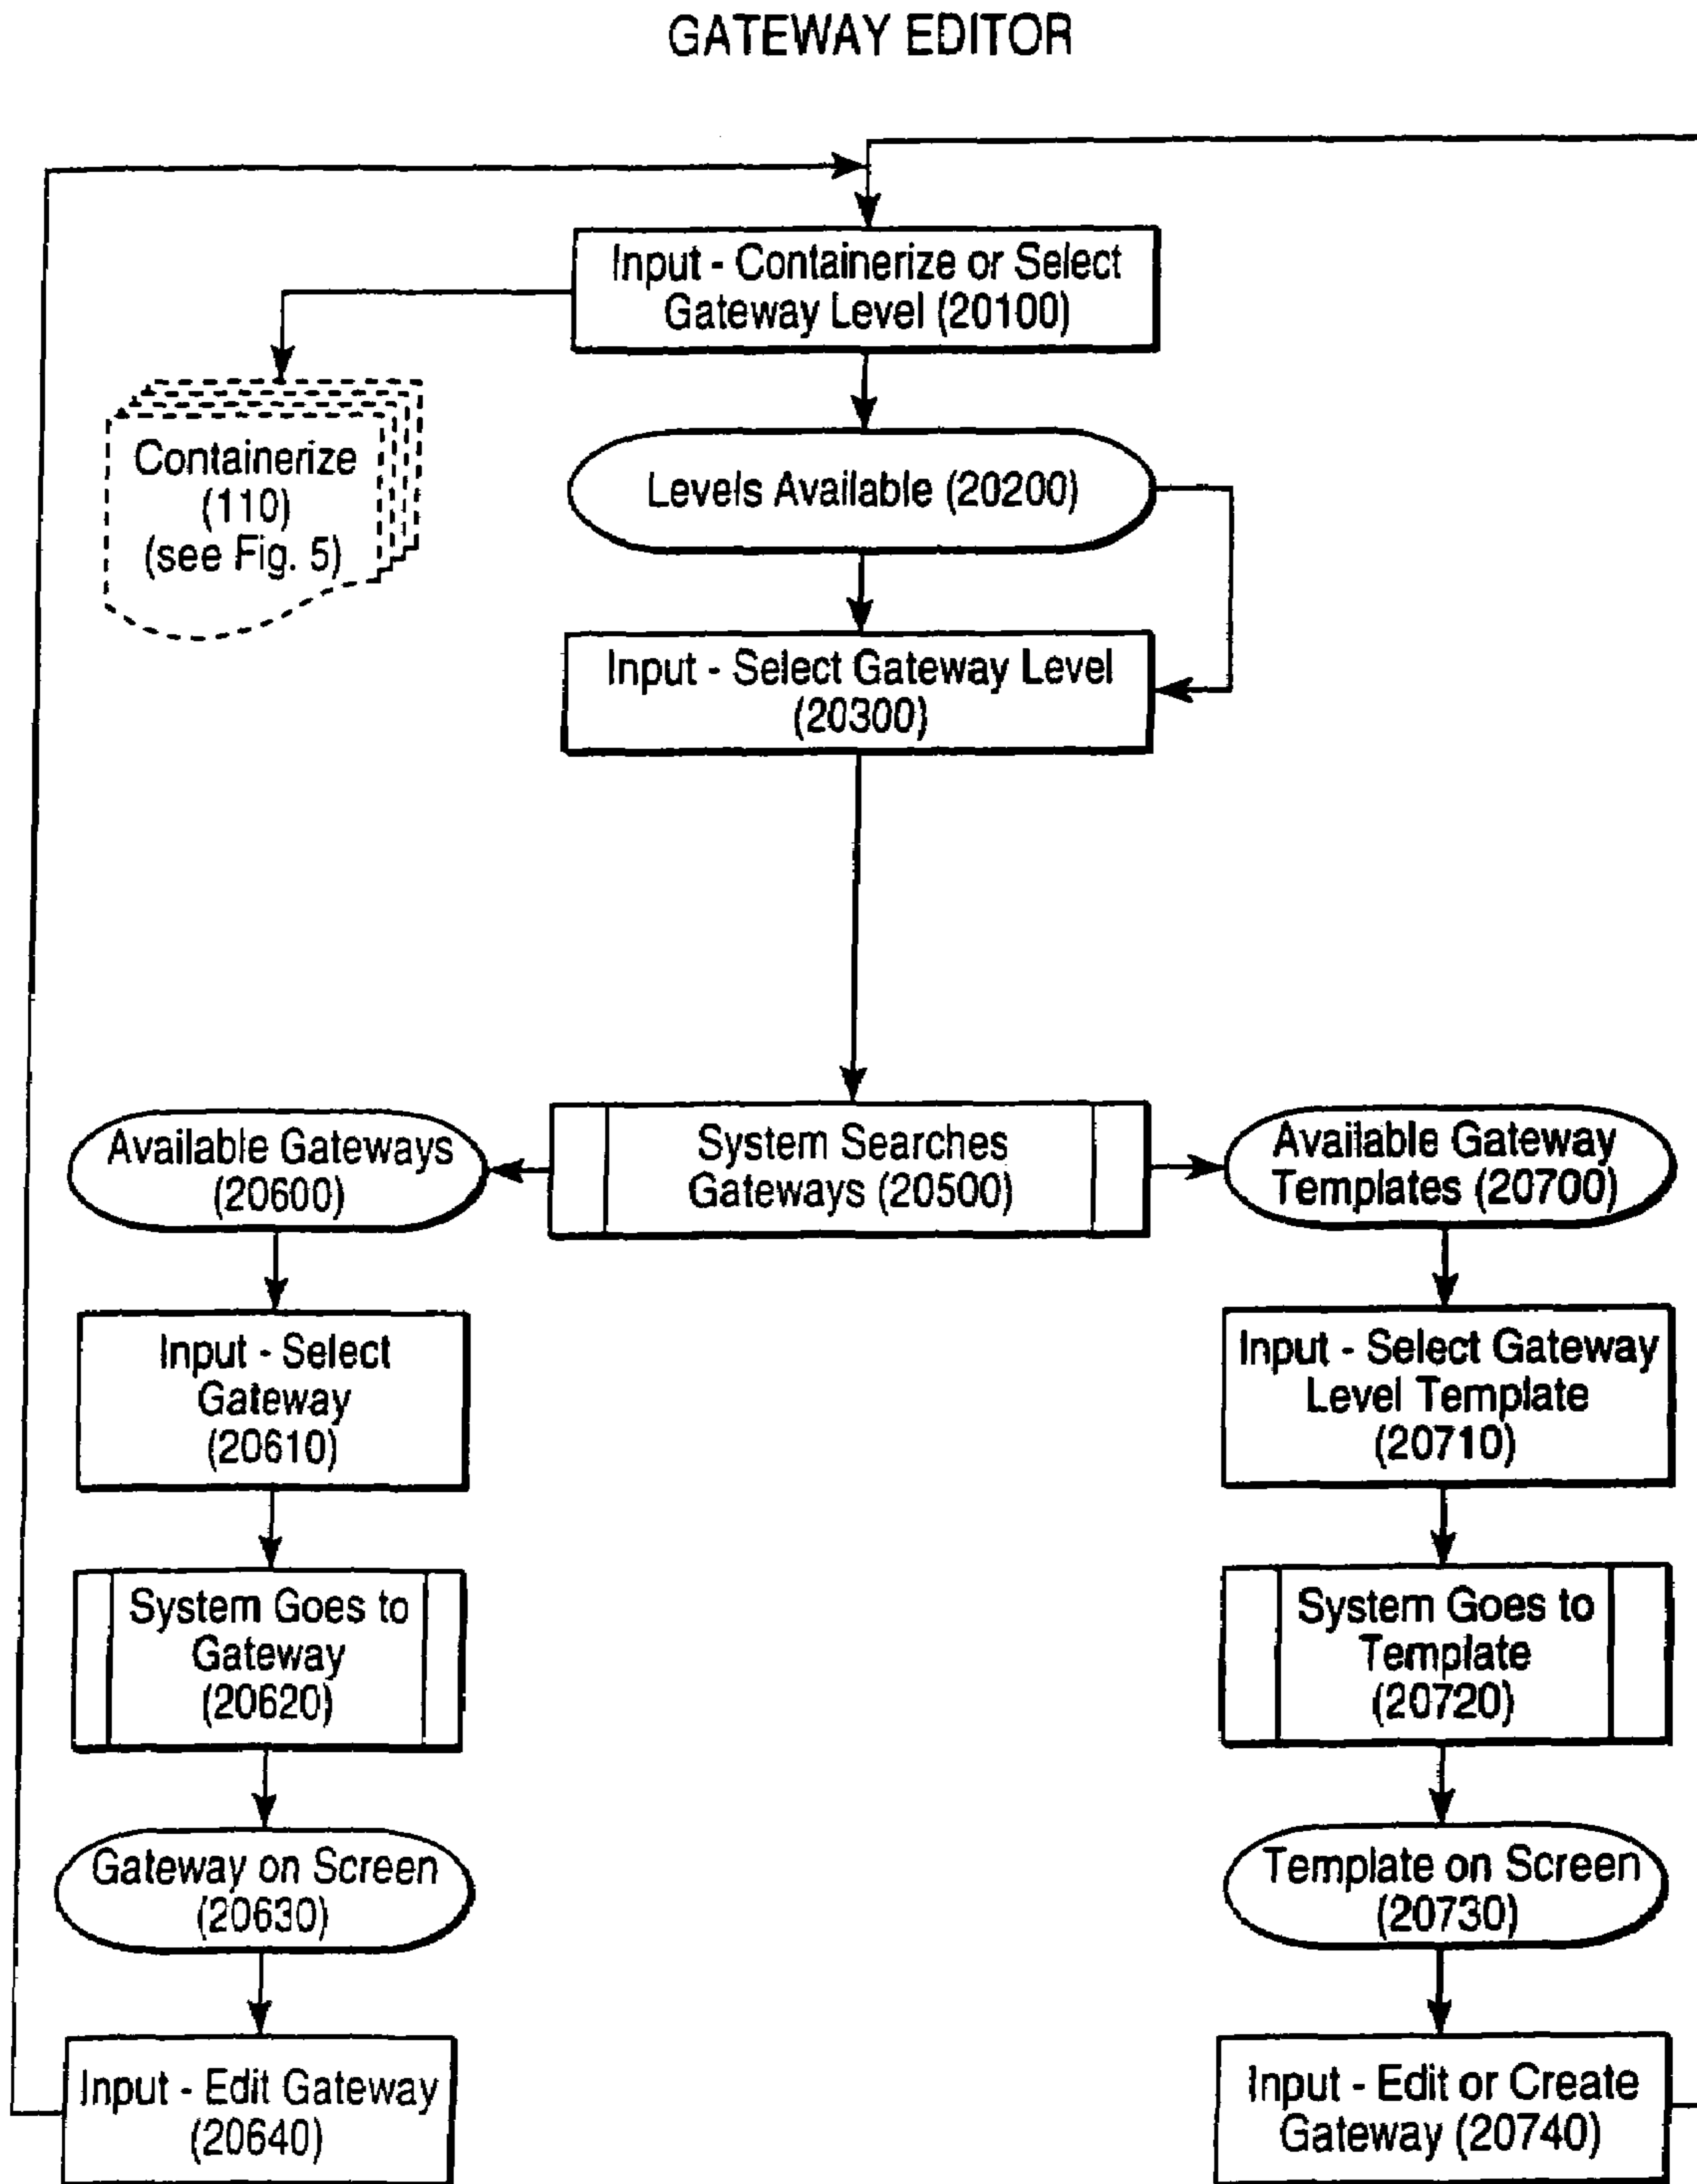 GATEWAY EDITOR
Input - Containerize or Select
Gateway Level (20100)
Containerize
(110)
(see Fig. 5)
Levels Available (20200)
Input - Select Gateway Level
(20300)
Available Gateways
(20600)
System Searches
Gateways (20500)
Available Gateway
Templates (20700)
Input - Select
Gateway
(20610)
Input - Select Gateway
Level Template
(20710)
System Goes to
Gateway
(20620)
System Goes to
Template
(20720)
Gateway on Screen
(20630)
Template on Screen
(20730)
Input - Edit Gateway
(20640)
Input - Edit or Create
Gateway (20740)